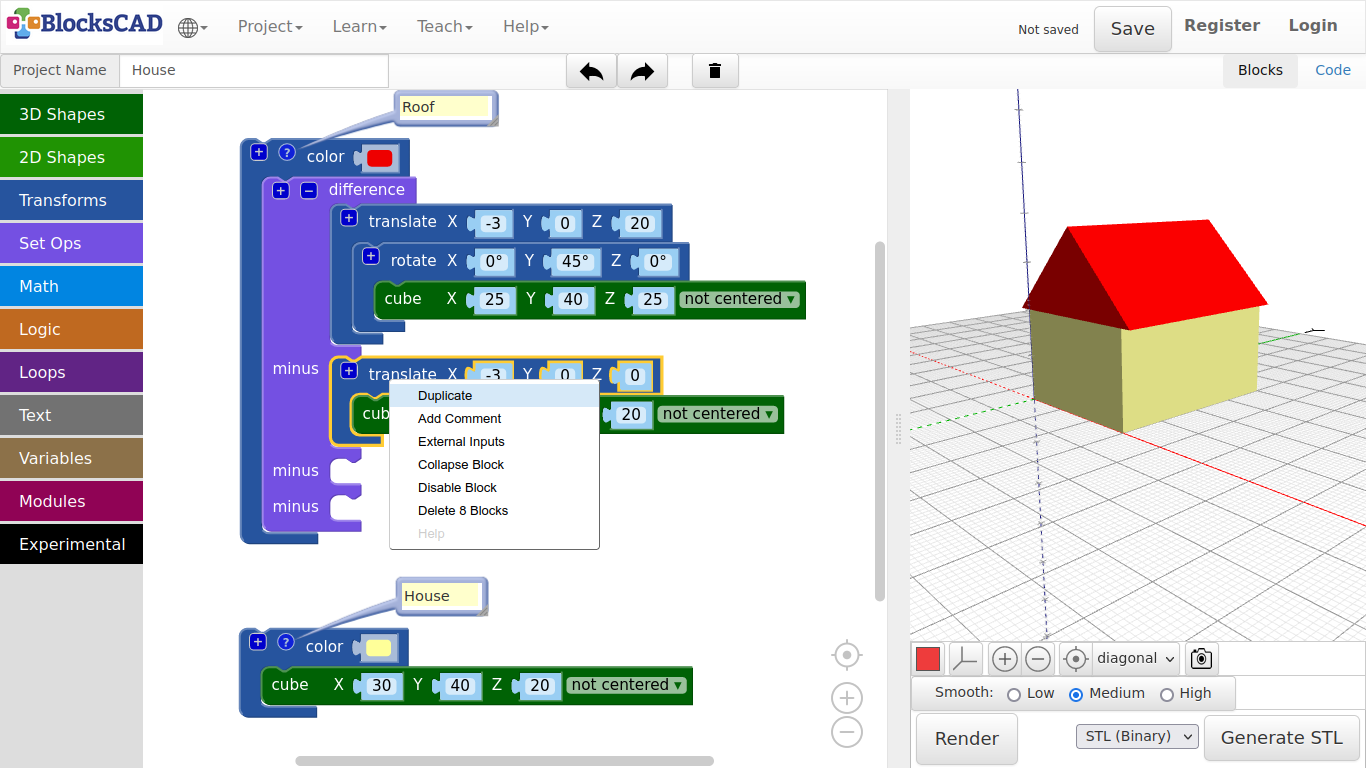 BlocksCAD Project Learn Teach Help Not saved Save Register Login
Project Name House Blocks Code
3D Shapes
2D Shapes
Transforms
Set Ops
Math
Logic
Loops
Text
Variables
Modules
Experimental
Roof
+ ? color
+ − difference
+ translate X -3 Y 0 Z 20
+ rotate X 0° Y 45° Z 0°
cube X 25 Y 40 Z 25 not centered
minus + translate X -3 Y 0 Z 0
cub 20 not centered
minus
minus
Duplicate
Add Comment
External Inputs
Collapse Block
Disable Block
Delete 8 Blocks
Help
House
+ ? color
cube X 30 Y 40 Z 20 not centered
diagonal
Smooth: Low Medium High
Render STL (Binary) Generate STL